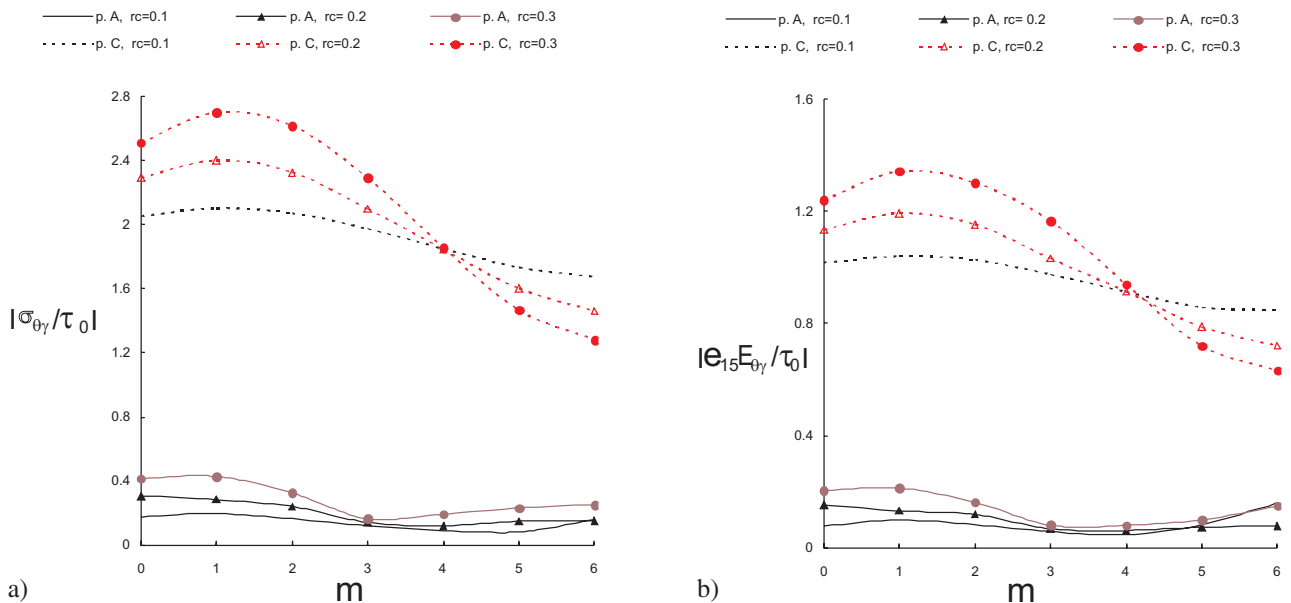 p. A, rc=0.1
p. A, rc= 0.2
p. A, rc=0.3
p. C, rc=0.1
p. C, rc=0.2
p. C, rc=0.3
2.8
2.4
2
1.6
1.2
0.8
0.4
0
|σθγ/τ0|
0 1 2 3 4 5 6
m
a)
p. A, rc=0.1
p. A, rc=0.2
p. A, rc=0.3
p. C, rc=0.1
p. C, rc=0.2
p. C, rc=0.3
1.6
1.2
0.8
0.4
0
|e15Eθγ/τ0|
0 1 2 3 4 5 6
m
b)